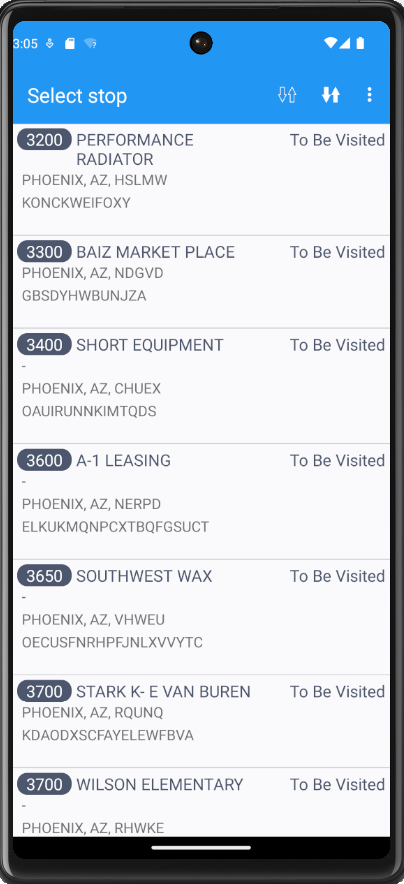 3:05
Select stop
3200 PERFORMANCE RADIATOR To Be Visited
PHOENIX, AZ, HSLMW
KONCKWEIFOXY
3300 BAIZ MARKET PLACE To Be Visited
PHOENIX, AZ, NDGVD
GBSDYHWBUNJZA
3400 SHORT EQUIPMENT To Be Visited
-
PHOENIX, AZ, CHUEX
OAUIRUNNKIMTQDS
3600 A-1 LEASING To Be Visited
-
PHOENIX, AZ, NERPD
ELKUKMQNPCXTBQFGSUCT
3650 SOUTHWEST WAX To Be Visited
-
PHOENIX, AZ, VHWEU
OECUSFNRHPFJNLXVVYTC
3700 STARK K- E VAN BUREN To Be Visited
PHOENIX, AZ, RQUNQ
KDAODXSCFAYELEWFBVA
3700 WILSON ELEMENTARY To Be Visited
-
PHOENIX, AZ, RHWKE